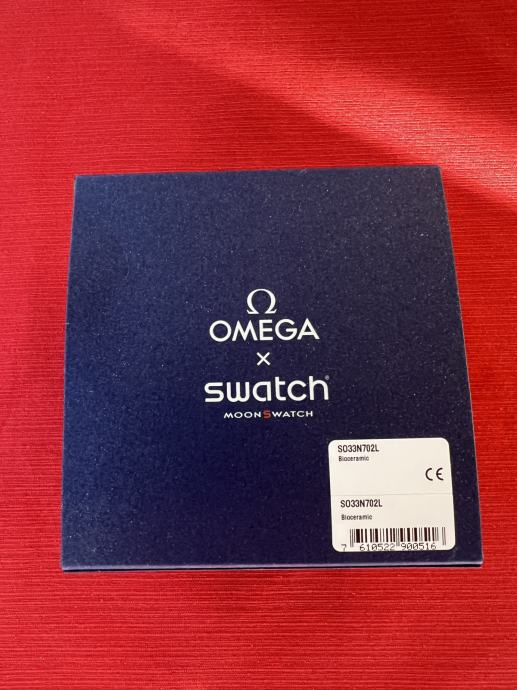 Ω
OMEGA
×
swatch®
MOONSWATCH
SO33N702L
Bioceramic
CE
SO33N702L
Bioceramic
7 610522 900516